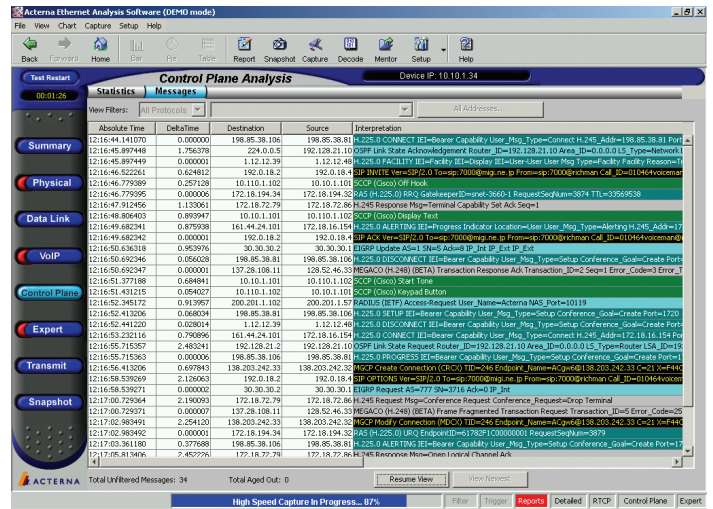 Acterna Ethernet Analysis Software (DEMO mode)
File View Chart Capture Setup Help
Back Forward Home Bar Pie Table Report Snapshot Capture Decode Mentor Setup Help
Test Restart
00:01:26
Control Plane Analysis
Device IP: 10.10.1.34
Statistics Messages
View Filters: All Protocols All Addresses...
Summary
Physical
Data Link
VoIP
Control Plane
Expert
Transmit
Snapshot
ACTERNA
Absolute Time DeltaTime Destination Source Interpretation
12:16:44.141070 0.000000 198.85.38.106 198.85.38.81 H.225.0 CONNECT IEI=Bearer Capability User_Msg_Type=Connect H.245_Addr=198.85.38.81 Port
12:16:45.897448 1.756378 224.0.0.5 192.128.21.10 OSPF Link State Acknowledgement Router_ID=192.128.21.10 Area_ID=0.0.0.0 LS_Type=Network
12:16:45.897449 0.000001 1.12.12.39 1.12.12.48 H.225.0 FACILITY IEI=Facility IEI=Display IEI=User-User User Msg Type=Facility Facility Reason=Tr
12:16:46.522261 0.624812 192.0.18.2 192.0.18.4 SIP INVITE Ver=SIP/2.0 To=sip:7000@migi.ne.jp From=sip:7000@richman Call_ID=010464voiceman
12:16:46.779389 0.257128 10.110.1.102 10.10.1.101 SCCP (Cisco) Off Hook
12:16:46.779395 0.000006 172.18.194.34 172.18.194.32 RAS (H.225.0) RRQ GatekeeperID=snet-3660-1 RequestSeqNum=3874 TTL=33569538
12:16:47.912456 1.133061 172.18.72.79 172.18.72.86 H.245 Response Msg=Terminal Capability Set Ack Seq=1
12:16:48.806403 0.893947 10.10.1.101 10.110.1.102 SCCP (Cisco) Display Text
12:16:49.682341 0.875938 161.44.24.101 172.18.16.154 H.225.0 ALERTING IEI=Progress Indicator Location=User User_Msg_Type=Alerting H.245_Addr=17
12:16:49.682342 0.000001 192.0.18.2 192.0.18.4 SIP ACK Ver=SIP/2.0 To=sip:7000@migi.ne.jp From=sip:7000@richman Call_ID=010464voiceman@
12:16:50.636318 0.953976 30.30.30.2 30.30.30.1 EIGRP Update AS=1 SN=5 Ack=8 IP_Int IP_Ext IP_Ext
12:16:50.692346 0.056028 198.85.38.81 198.85.38.106 H.225.0 DISCONNECT IEI=Bearer Capability User_Msg_Type=Setup Conference_Goal=Create Port=
12:16:50.692347 0.000001 137.28.108.11 128.52.46.33 MEGACO (H.248) (BETA) Transaction Response Ack Transaction_ID=2 Seq=1 Error_Code=3 Error_T
12:16:51.377188 0.684841 10.10.1.101 10.110.1.102 SCCP (Cisco) Start Tone
12:16:51.431215 0.054027 10.110.1.102 10.10.1.101 SCCP (Cisco) Keypad Button
12:16:52.345172 0.913957 200.201.1.102 200.201.1.57 RADIUS (IETF) Access-Request User_Name=Acterna NAS_Port=10119
12:16:52.413206 0.068034 198.85.38.81 198.85.38.106 H.225.0 SETUP IEI=Bearer Capability User_Msg_Type=Setup Conference_Goal=Create Port=1720
12:16:52.441220 0.028014 1.12.12.39 1.12.12.48 H.225.0 DISCONNECT IEI=Bearer Capability User_Msg_Type=Setup Conference_Goal=Create Port=
12:16:53.232116 0.790896 161.44.24.101 172.18.16.154 H.225.0 CONNECT IEI=Bearer Capability User_Msg_Type=Setup Conference_Addr=172.18.16.154 Por
12:16:55.715357 2.483241 192.128.21.2 192.128.21.10 OSPF Link State Request Router_ID=192.128.21.10 Area_ID=0.0.0.0 LS_Type=Router LSA_ID=19
12:16:55.715363 0.000006 198.85.38.106 198.85.38.81 H.225.0 PROGRESS IEI=Bearer Capability User_Msg_Type=Setup Conference_Goal=Create Port=1
12:16:56.413206 0.697843 138.203.242.33 138.203.242.32 MGCP Create Connection (CRCX) TID=246 Endpoint_Name=ACgw6@138.203.242.33 C=21 X=F44C
12:16:58.539269 2.126063 192.0.18.2 192.0.18.4 SIP OPTIONS Ver=SIP/2.0 To=sip:7000@migi.ne.jp From=sip:7000@richman Call_ID=010464voicem
12:16:58.539271 0.000002 30.30.30.2 30.30.30.1 EIGRP Request AS=777 SN=3716 Ack=0 IP_Int
12:17:00.729364 2.190093 172.18.72.79 172.18.72.86 H.245 Request Msg=Conference Request Conference_Request=Drop Terminal
12:17:00.729371 0.000007 137.28.108.11 128.52.46.33 MEGACO (H.248) (BETA) Frame Fragmented Transaction Request Transaction_ID=5 Error_Code=25
12:17:02.983491 2.254120 138.203.242.33 138.203.242.32 MGCP Modify Connection (MDCX) TID=246 Endpoint_Name=ACgw6@138.203.242.33 C=21 X=F44C
12:17:02.983492 0.000001 172.18.194.34 172.18.194.32 RAS (H.225.0) URQ EndpointID=61782F1C00000001 RequestSeqNum=3879
12:17:03.361180 0.377688 198.85.38.106 198.85.38.81 H.225.0 ALERTING IEI=Bearer Capability User_Msg_Type=Setup Conference_Goal=Create Port=17
12:17:05.813406 2.452226 172.18.72.79 172.18.72.86 H.245 Response Msg=Open Logical Channel Ack
Total Unfiltered Messages: 34 Total Aged Out: 0 Resume View View Newest
High Speed Capture In Progress... 87% Filter Trigger Reports Detailed RTCP Control Plane Expert